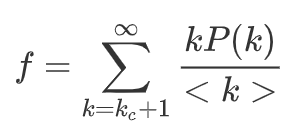 f = \sum_{k=k_c+1}^{\infty} \frac{kP(k)}{<k>}